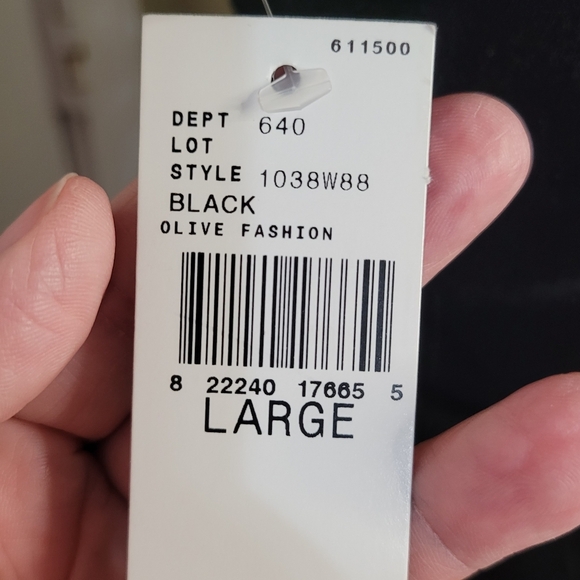 611500
DEPT 640
LOT
STYLE 1038W88
BLACK
OLIVE FASHION
8 22240 17665 5
LARGE